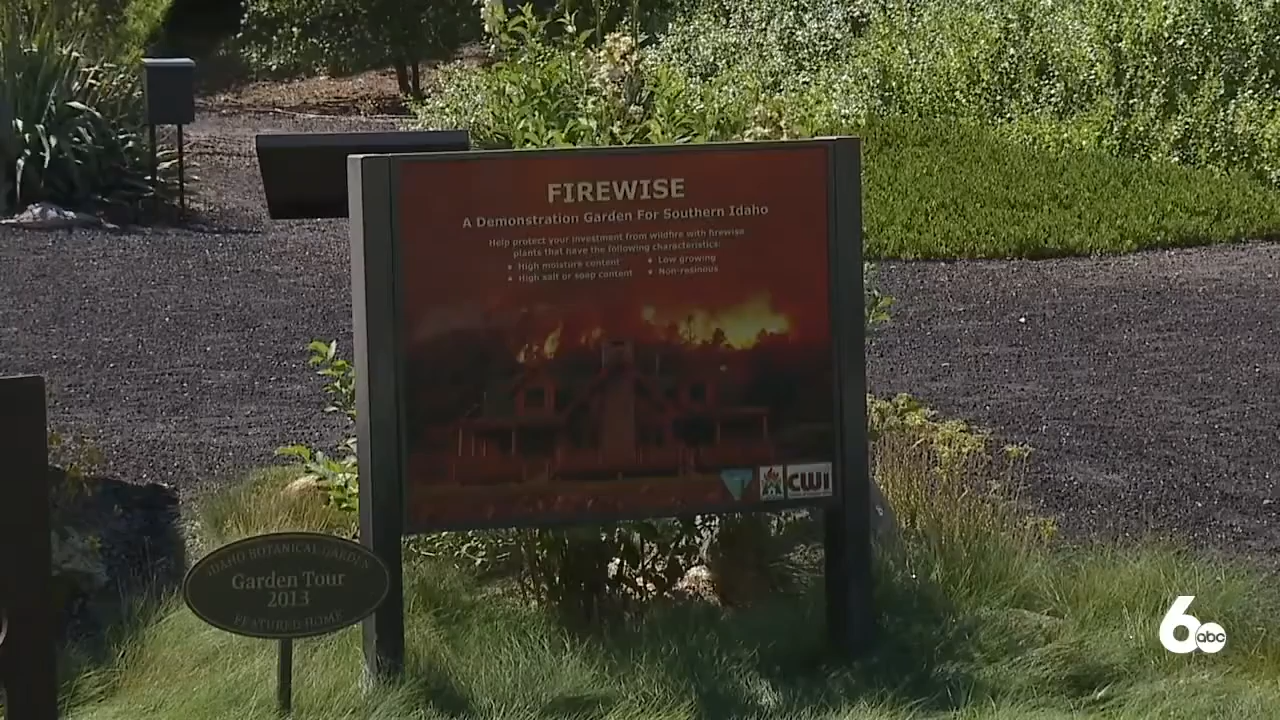 FIREWISE
A Demonstration Garden For Southern Idaho
Help protect your investment from wildfire with firewise
plants that have the following characteristics:
• High moisture content • Low growing
• High salt or soap content • Non-resinous
CWI
IDAHO BOTANICAL GARDEN
Garden Tour
2013
FEATURED HOME
6 abc